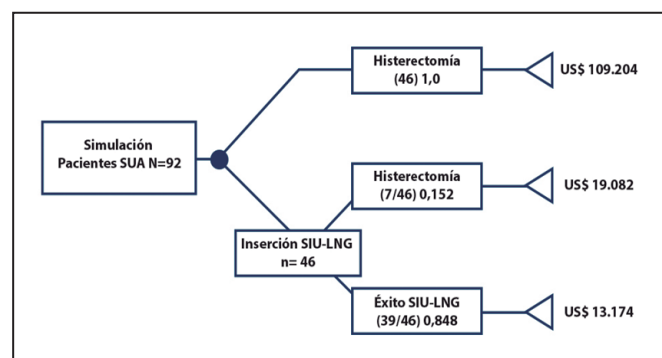 Histerectomía
(46) 1,0
US$ 109.204
Simulación
Pacientes SUA N=92
Histerectomía
(7/46) 0,152
US$ 19.082
Inserción SIU-LNG
n= 46
Éxito SIU-LNG
(39/46) 0,848
US$ 13.174